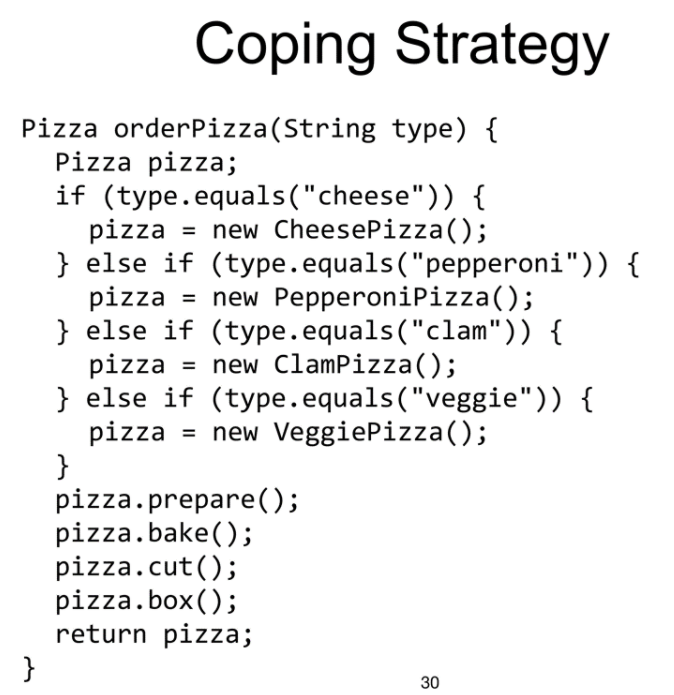 Coping Strategy
Pizza orderPizza(String type) {
  Pizza pizza;
  if (type.equals("cheese")) {
    pizza = new CheesePizza();
  } else if (type.equals("pepperoni")) {
    pizza = new PepperoniPizza();
  } else if (type.equals("clam")) {
    pizza = new ClamPizza();
  } else if (type.equals("veggie")) {
    pizza = new VeggiePizza();
  }
  pizza.prepare();
  pizza.bake();
  pizza.cut();
  pizza.box();
  return pizza;
}
30